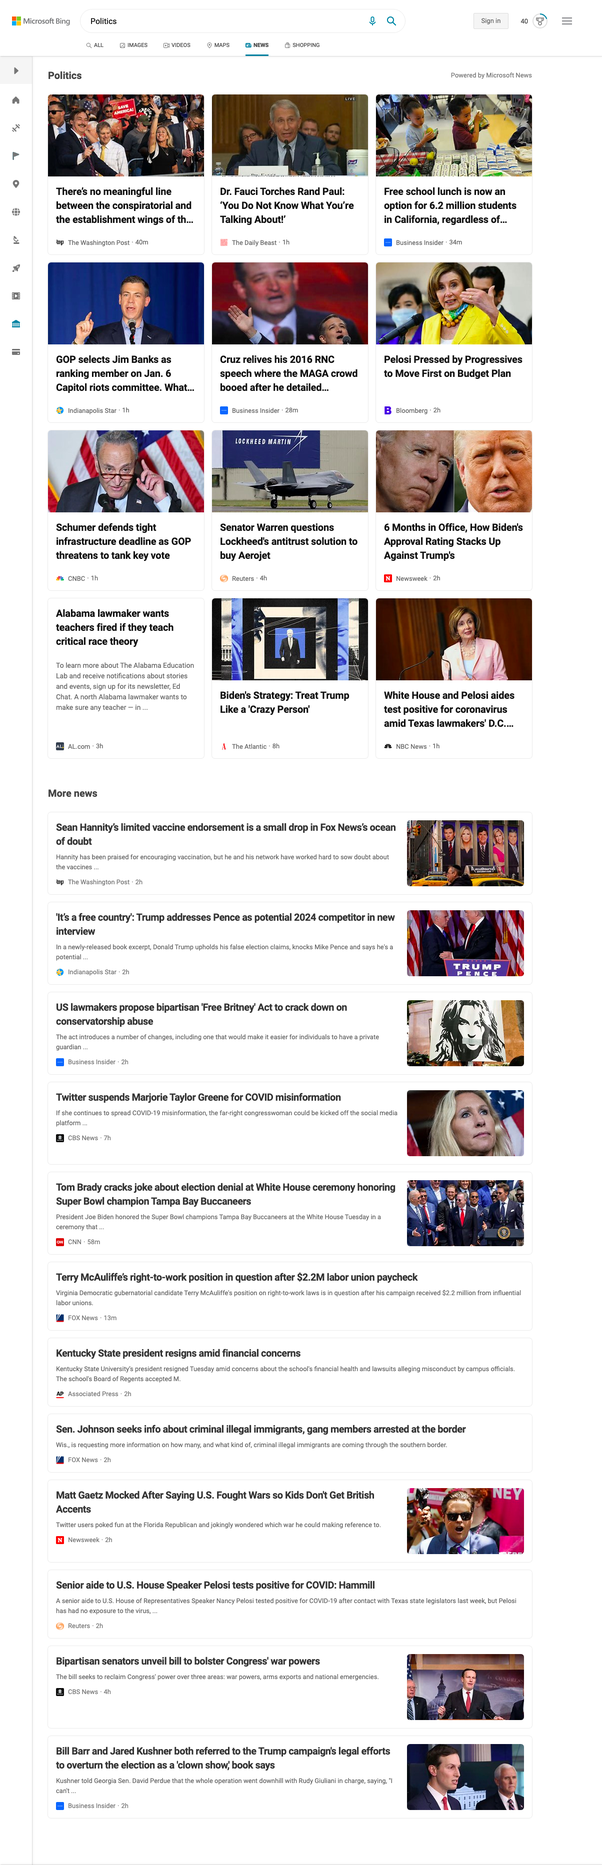 Microsoft Bing
Politics
Sign in
40
ALL
IMAGES
VIDEOS
MAPS
NEWS
SHOPPING
Politics
Powered by Microsoft News
SAVE
AMERICA!
There's no meaningful line
between the conspiratorial and
the establishment wings of th...
wp The Washington Post · 40m
LIVE
Dr. Fauci Torches Rand Paul:
'You Do Not Know What You're
Talking About!'
The Daily Beast · 1h
Free school lunch is now an
option for 6.2 million students
in California, regardless of...
Business Insider · 34m
GOP selects Jim Banks as
ranking member on Jan. 6
Capitol riots committee. What...
Indianapolis Star · 1h
Cruz relives his 2016 RNC
speech where the MAGA crowd
booed after he detailed...
Business Insider · 28m
Pelosi Pressed by Progressives
to Move First on Budget Plan
B Bloomberg · 2h
Schumer defends tight
infrastructure deadline as GOP
threatens to tank key vote
CNBC · 1h
LOCKHEED MARTIN
Senator Warren questions
Lockheed's antitrust solution to
buy Aerojet
Reuters · 4h
6 Months in Office, How Biden's
Approval Rating Stacks Up
Against Trump's
N Newsweek · 2h
Alabama lawmaker wants
teachers fired if they teach
critical race theory
To learn more about The Alabama Education
Lab and receive notifications about stories
and events, sign up for its newsletter, Ed
Chat. A north Alabama lawmaker wants to
make sure any teacher — in ...
AL.com · 3h
Biden's Strategy: Treat Trump
Like a 'Crazy Person'
The Atlantic · 8h
White House and Pelosi aides
test positive for coronavirus
amid Texas lawmakers' D.C....
NBC News · 1h
More news
Sean Hannity's limited vaccine endorsement is a small drop in Fox News's ocean
of doubt
Hannity has been praised for encouraging vaccination, but he and his network have worked hard to sow doubt about
the vaccines ...
wp The Washington Post · 2h
'It's a free country': Trump addresses Pence as potential 2024 competitor in new
interview
In a newly-released book excerpt, Donald Trump upholds his false election claims, knocks Mike Pence and says he's a
potential ...
Indianapolis Star · 2h
TRUMP
PENCE
US lawmakers propose bipartisan 'Free Britney' Act to crack down on
conservatorship abuse
The act introduces a number of changes, including one that would make it easier for individuals to have a private
guardian ...
Business Insider · 2h
Twitter suspends Marjorie Taylor Greene for COVID misinformation
If she continues to spread COVID-19 misinformation, the far-right congresswoman could be kicked off the social media
platform ...
CBS News · 7h
Tom Brady cracks joke about election denial at White House ceremony honoring
Super Bowl champion Tampa Bay Buccaneers
President Joe Biden honored the Super Bowl champions Tampa Bay Buccaneers at the White House Tuesday in a
ceremony that ...
CNN CNN · 58m
Terry McAuliffe's right-to-work position in question after $2.2M labor union paycheck
Virginia Democratic gubernatorial candidate Terry McAuliffe's position on right-to-work laws is in question after his campaign received $2.2 million from influential
labor unions.
FOX News · 13m
Kentucky State president resigns amid financial concerns
Kentucky State University's president resigned Tuesday amid concerns about the school's financial health and lawsuits alleging misconduct by campus officials.
The school's Board of Regents accepted M.
AP Associated Press · 2h
Sen. Johnson seeks info about criminal illegal immigrants, gang members arrested at the border
Wis., is requesting more information on how many, and what kind of, criminal illegal immigrants are coming through the southern border.
FOX News · 2h
Matt Gaetz Mocked After Saying U.S. Fought Wars so Kids Don't Get British
Accents
Twitter users poked fun at the Florida Republican and jokingly wondered which war he could making reference to.
N Newsweek · 2h
NEY
Senior aide to U.S. House Speaker Pelosi tests positive for COVID: Hammill
A senior aide to U.S. House of Representatives Speaker Nancy Pelosi tested positive for COVID-19 after contact with Texas state legislators last week, but Pelosi
has had no exposure to the virus, ...
Reuters · 2h
Bipartisan senators unveil bill to bolster Congress' war powers
The bill seeks to reclaim Congress' power over three areas: war powers, arms exports and national emergencies.
CBS News · 4h
Bill Barr and Jared Kushner both referred to the Trump campaign's legal efforts
to overturn the election as a 'clown show,' book says
Kushner told Georgia Sen. David Perdue that the whole operation went downhill with Rudy Giuliani in charge, saying, "I
can't ...
Business Insider · 2h